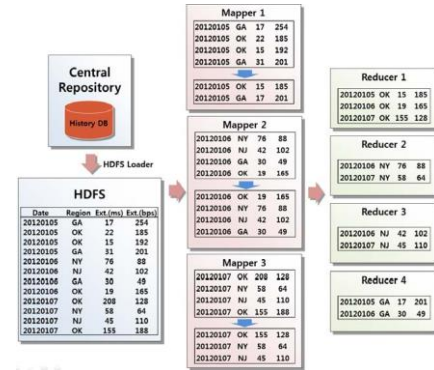 Central
Repository
History DB
HDFS Loader
HDFS
Date Region Ext.(ms) Ext.(bps)
20120105 GA 17 254
20120105 OK 22 185
20120105 OK 15 192
20120105 GA 31 201
20120106 NY 76 88
20120106 NJ 42 102
20120106 GA 30 49
20120106 OK 19 165
20120107 OK 208 128
20120107 NY 58 64
20120107 NJ 45 110
20120107 OK 155 188
Mapper 1
20120105 GA 17 254
20120105 OK 22 185
20120105 OK 15 192
20120105 GA 31 201
20120105 OK 15 185
20120105 GA 17 201
Mapper 2
20120106 NY 76 88
20120106 NJ 42 102
20120106 GA 30 49
20120106 OK 19 165
20120106 OK 19 165
20120106 NY 76 88
20120106 NJ 42 102
20120106 GA 30 49
Mapper 3
20120107 OK 208 128
20120107 NY 58 64
20120107 NJ 45 110
20120107 OK 155 188
20120107 OK 155 128
20120107 NY 58 64
20120107 NJ 45 110
Reducer 1
20120105 OK 15 185
20120106 OK 19 165
20120107 OK 155 128
Reducer 2
20120106 NY 76 88
20120107 NY 58 64
Reducer 3
20120106 NJ 42 102
20120107 NJ 45 110
Reducer 4
20120105 GA 17 201
20120106 GA 30 49